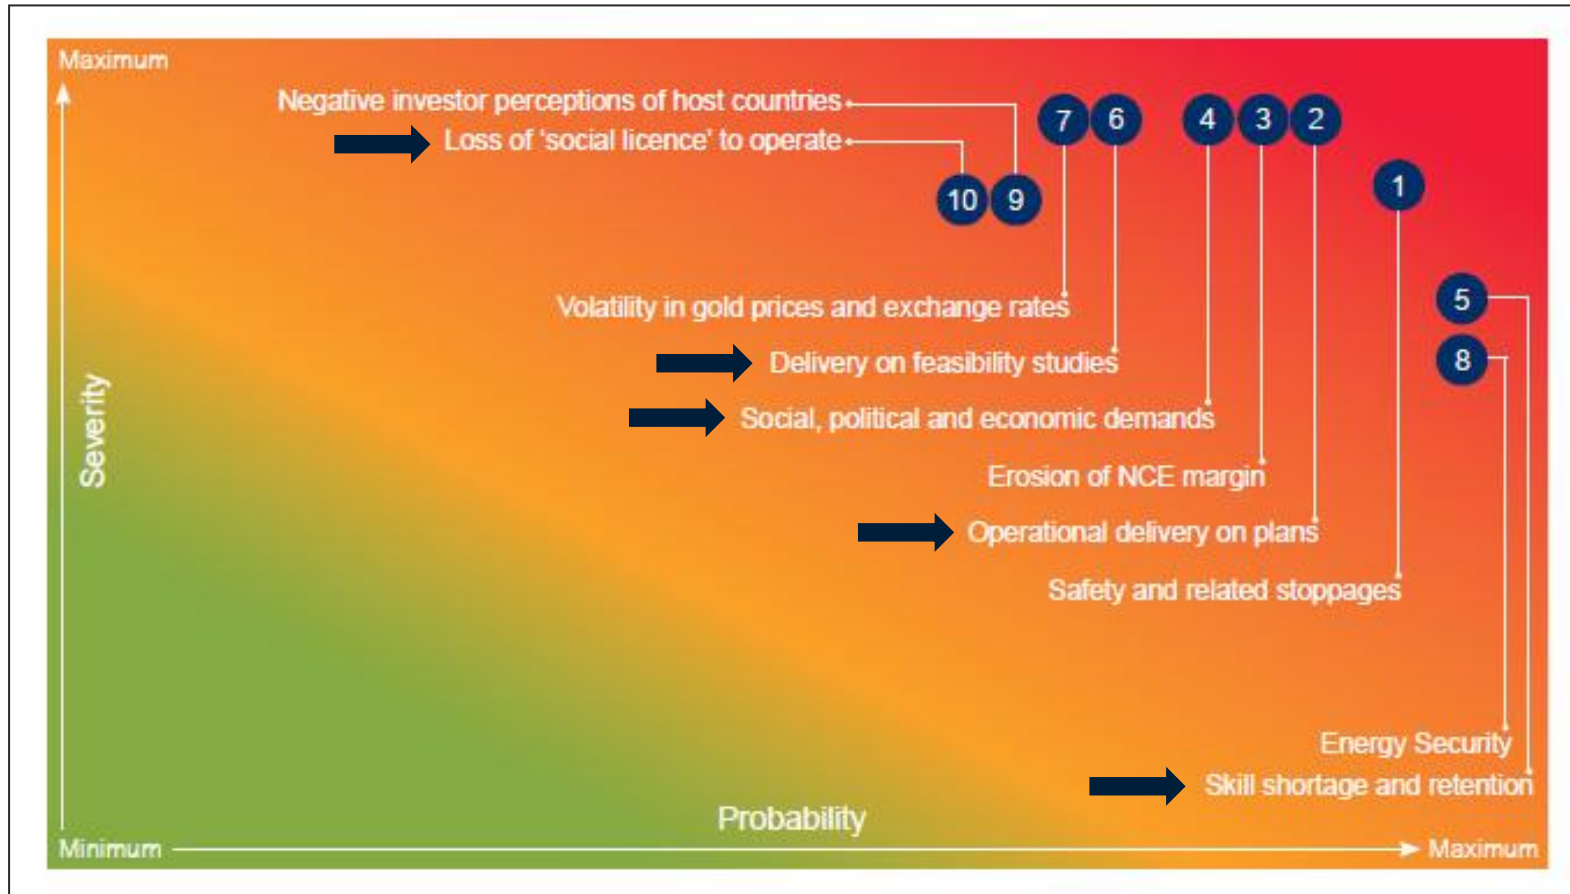 Maximum
Negative investor perceptions of host countries
Loss of 'social licence' to operate
7 6 4 3 2
1
10 9
5
Volatility in gold prices and exchange rates
8
Delivery on feasibility studies
Social, political and economic demands
Severity
Erosion of NCE margin
Operational delivery on plans
Safety and related stoppages
Energy Security
Skill shortage and retention
Probability
Minimum
Maximum